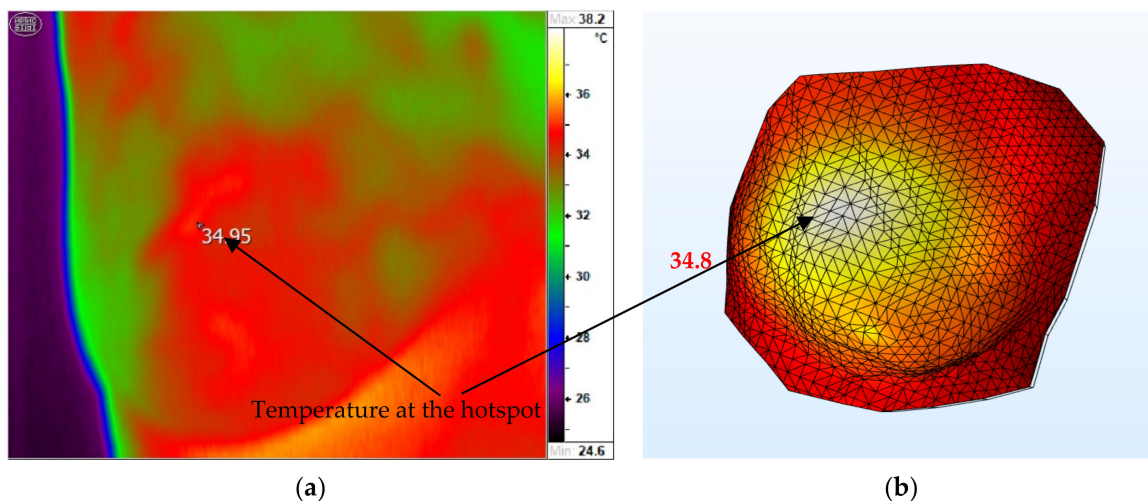 Max 38.2
°C
36
34
32
30
28
26
Min: 24.6
34.95
34.8
Temperature at the hotspot
(a)
(b)